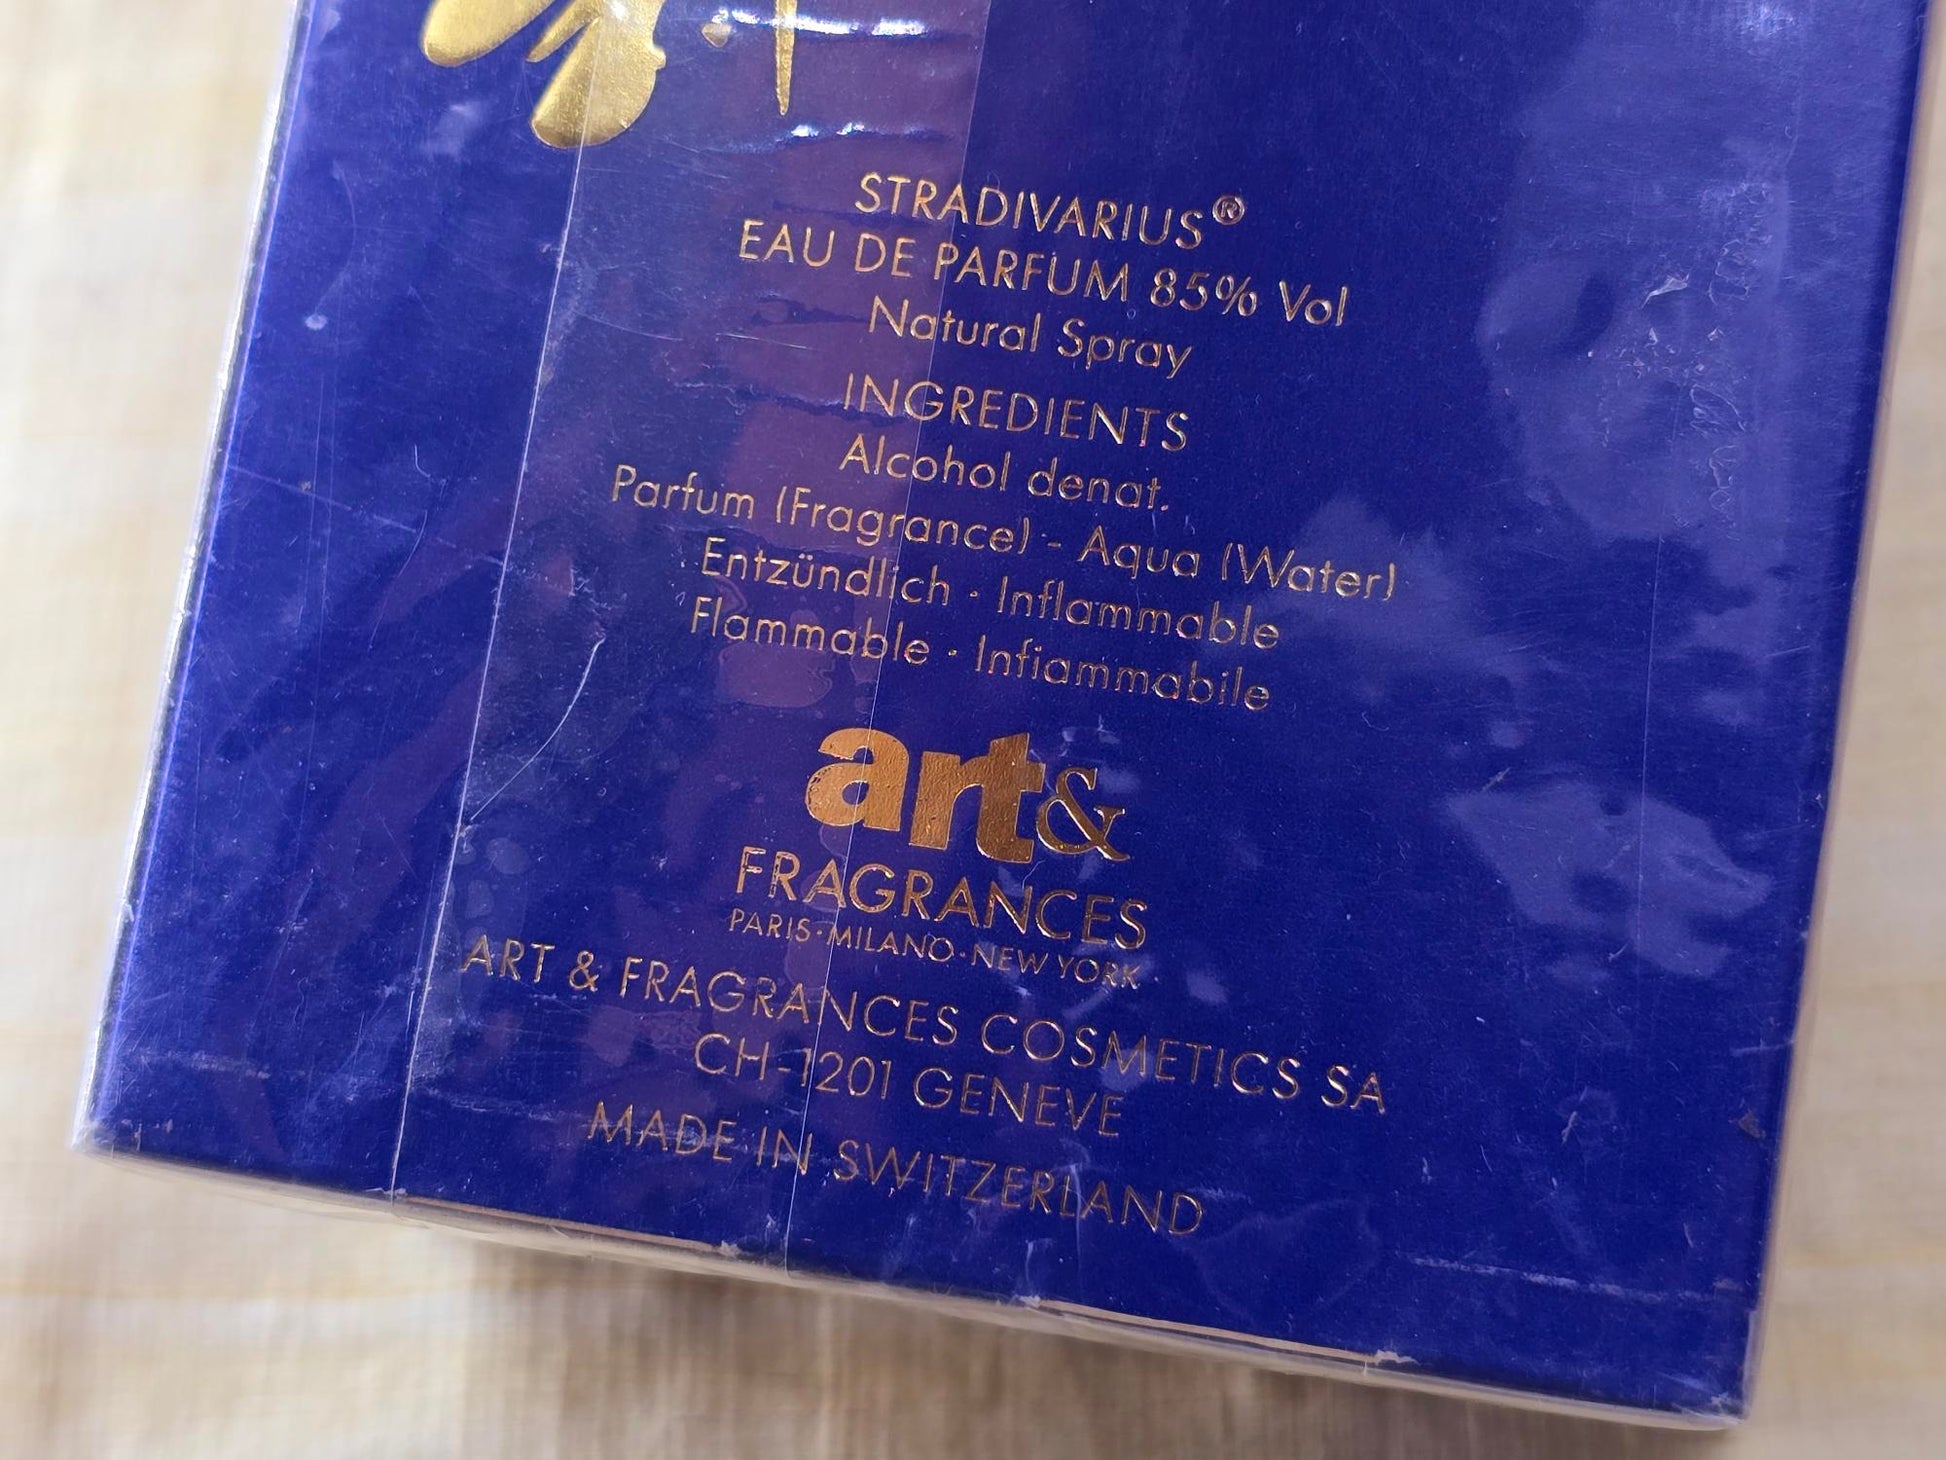 STRADIVARIUS®
EAU DE PARFUM 85% Vol
Natural Spray
INGREDIENTS
Alcohol denat.
Parfum (Fragrance) - Aqua (Water)
Entzündlich · Inflammable
Flammable · Infiammabile
art&
FRAGRANCES
PARIS·MILANO·NEW YORK
ART & FRAGRANCES COSMETICS SA
CH-1201 GENEVE
MADE IN SWITZERLAND